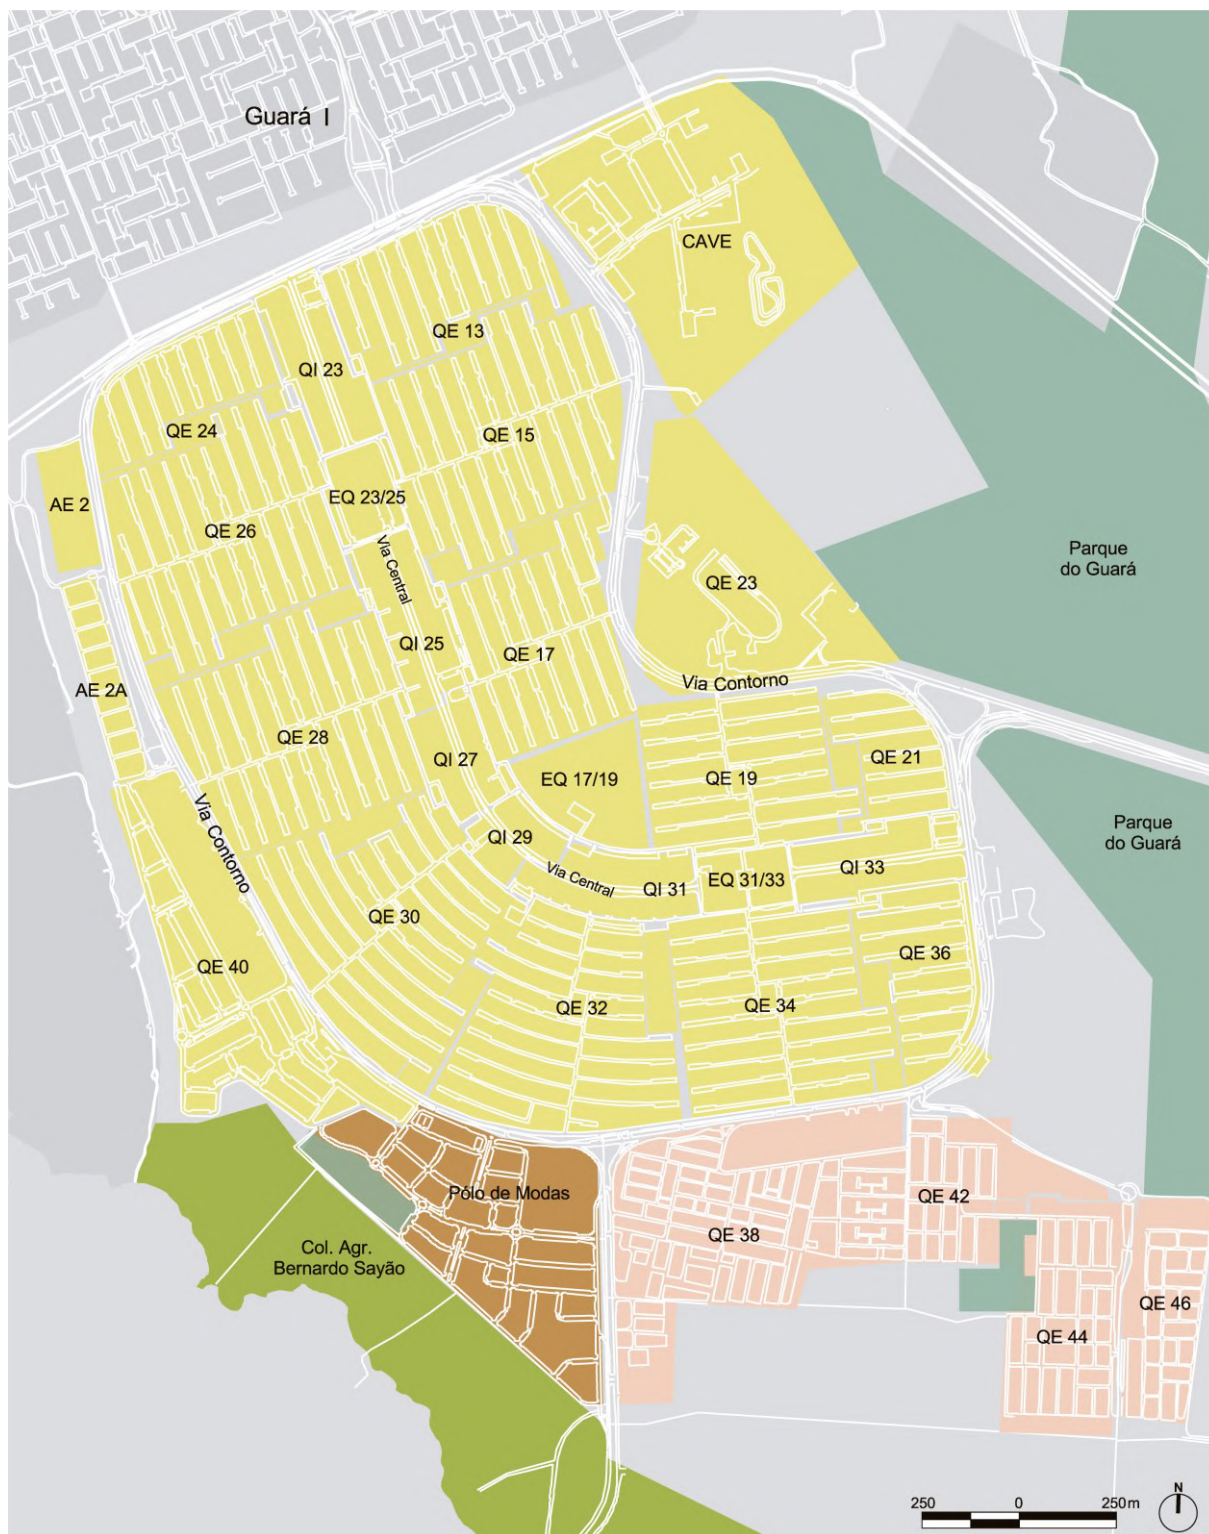 Guará I
CAVE
QE 13
QI 23
QE 24
QE 15
AE 2
EQ 23/25
QE 26
Via Central
Parque
do Guará
QE 23
QI 25
QE 17
Via Contorno
AE 2A
QE 28
QI 27
EQ 17/19
QE 19
QE 21
Via Contorno
QI 29
Parque
do Guará
Via Central
QI 31
EQ 31/33
QI 33
QE 30
QE 40
QE 32
QE 34
QE 36
Pólo de Modas
QE 42
QE 38
Col. Agr.
Bernardo Sayão
QE 46
QE 44
N
250 0 250m